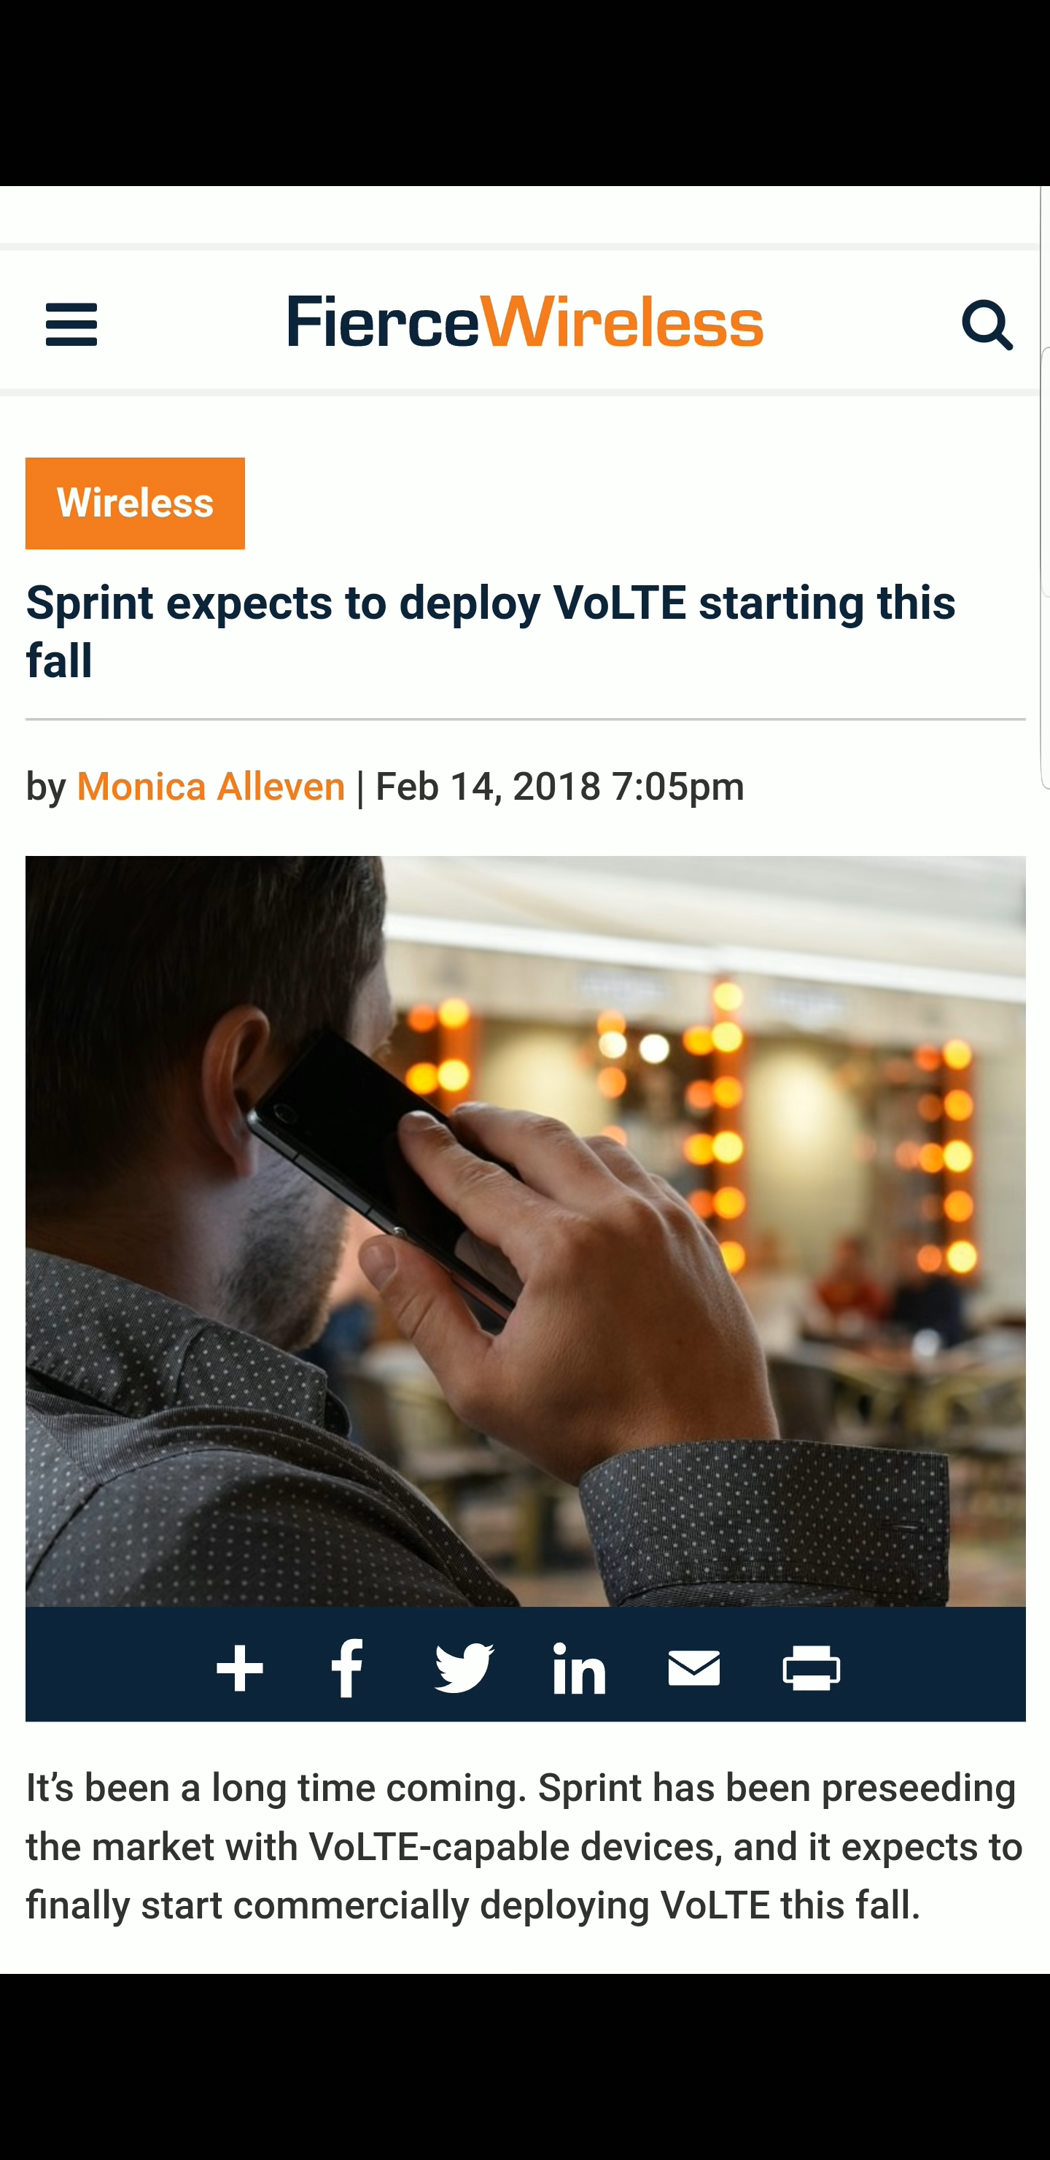 FierceWireless
Wireless
Sprint expects to deploy VoLTE starting this
fall
by Monica Alleven | Feb 14, 2018 7:05pm
It’s been a long time coming. Sprint has been preseeding
the market with VoLTE-capable devices, and it expects to
finally start commercially deploying VoLTE this fall.